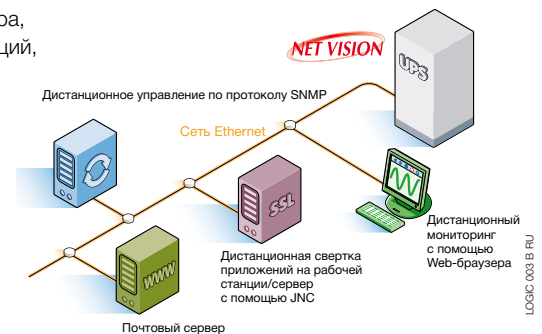 ра,
ций,
NET VISION
UPS
Дистанционное управление по протоколу SNMP
Сеть Ethernet
SSL
WWW
Дистанционный
мониторинг
с помощью
Web-браузера
Дистанционная свертка
приложений на рабочей
станции/сервер
с помощью JNC
Почтовый сервер
LOGIC 003 B RU